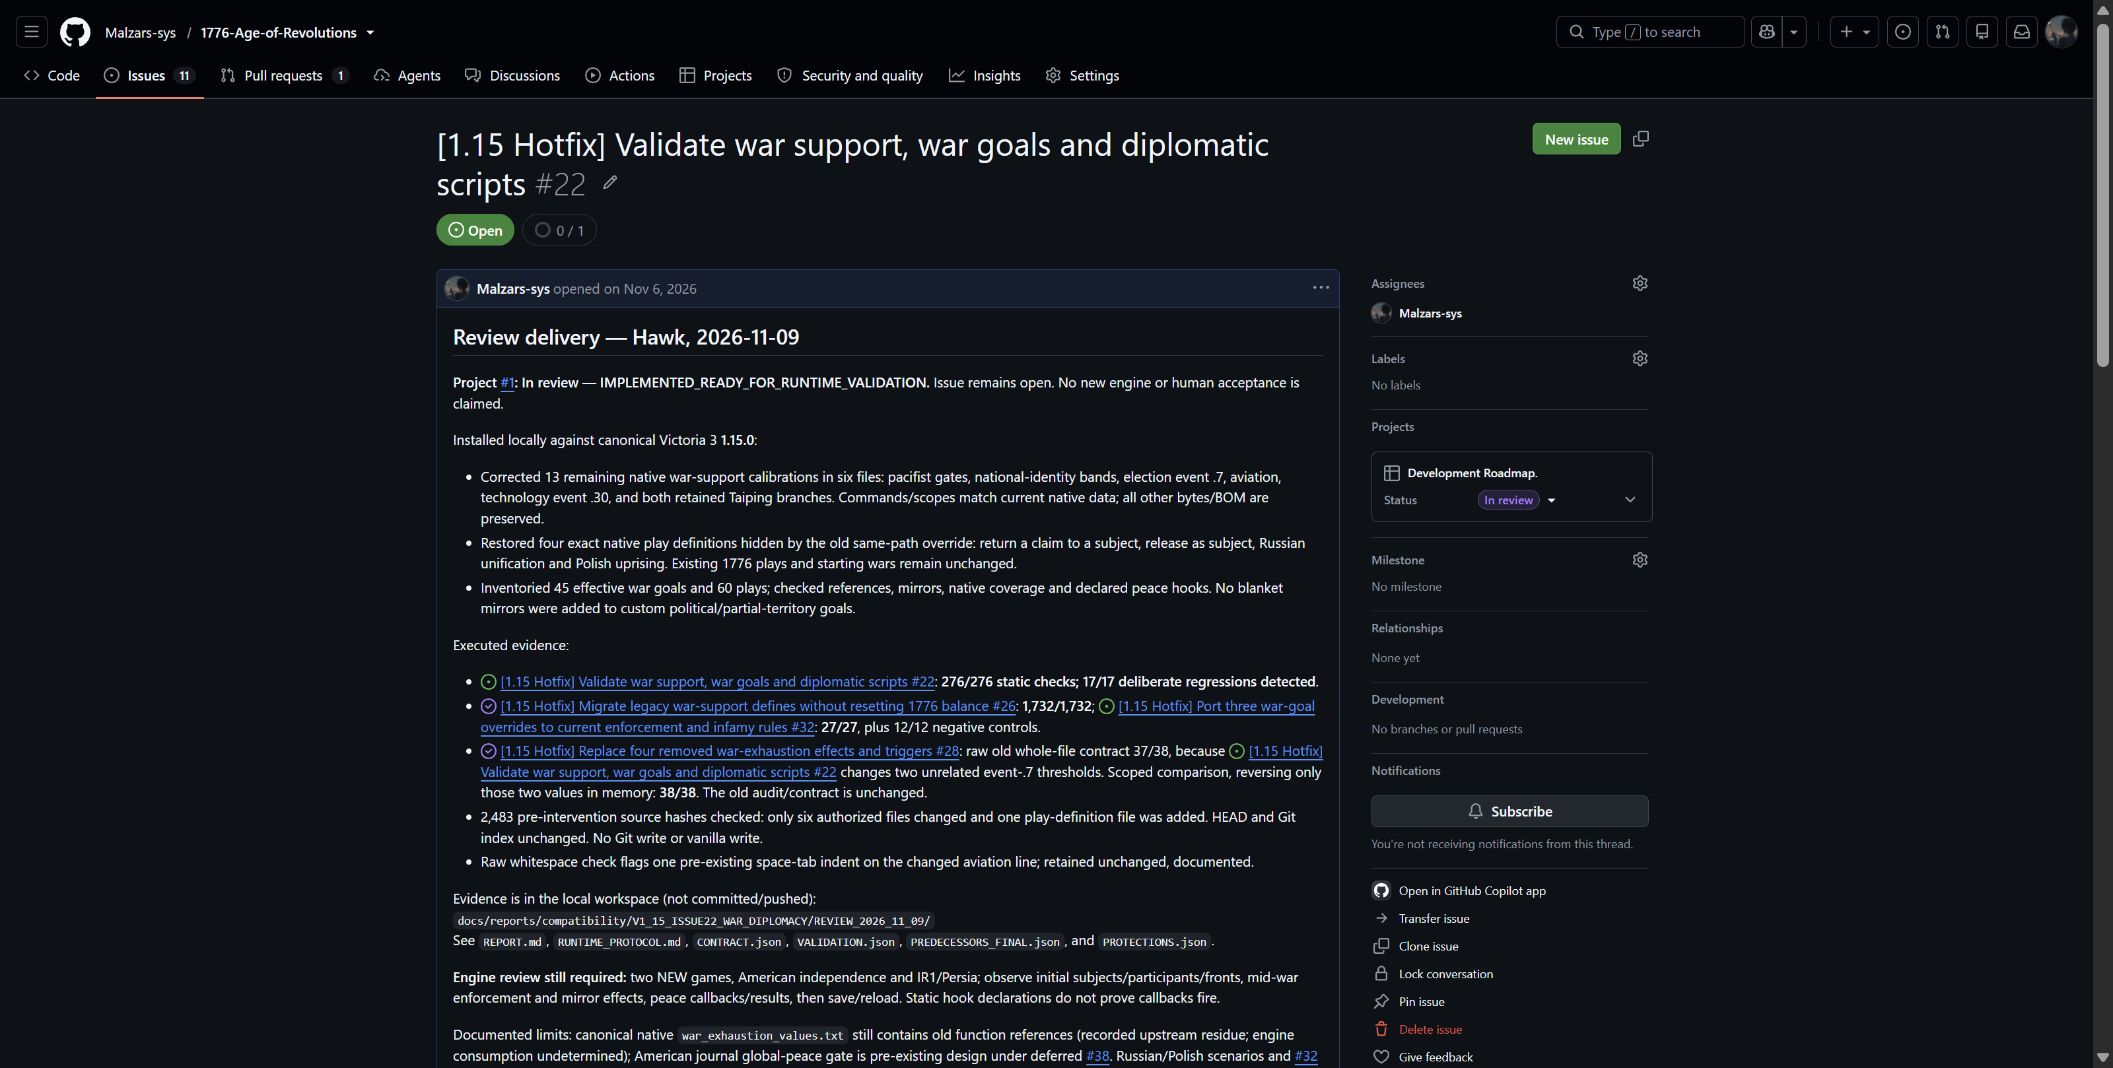 Malzars-sys / 1776-Age-of-Revolutions
Type / to search
Code
Issues 11
Pull requests 1
Agents
Discussions
Actions
Projects
Security and quality
Insights
Settings
[1.15 Hotfix] Validate war support, war goals and diplomatic
scripts #22
New issue
Open
0 / 1
Malzars-sys opened on Nov 6, 2026
Review delivery — Hawk, 2026-11-09
Project #1: In review — IMPLEMENTED_READY_FOR_RUNTIME_VALIDATION. Issue remains open. No new engine or human acceptance is
claimed.
Installed locally against canonical Victoria 3 1.15.0:
Corrected 13 remaining native war-support calibrations in six files: pacifist gates, national-identity bands, election event .7, aviation,
technology event .30, and both retained Taiping branches. Commands/scopes match current native data; all other bytes/BOM are
preserved.
Restored four exact native play definitions hidden by the old same-path override: return a claim to a subject, release as subject, Russian
unification and Polish uprising. Existing 1776 plays and starting wars remain unchanged.
Inventoried 45 effective war goals and 60 plays; checked references, mirrors, native coverage and declared peace hooks. No blanket
mirrors were added to custom political/partial-territory goals.
Executed evidence:
[1.15 Hotfix] Validate war support, war goals and diplomatic scripts #22: 276/276 static checks; 17/17 deliberate regressions detected.
[1.15 Hotfix] Migrate legacy war-support defines without resetting 1776 balance #26: 1,732/1,732; [1.15 Hotfix] Port three war-goal
overrides to current enforcement and infamy rules #32: 27/27, plus 12/12 negative controls.
[1.15 Hotfix] Replace four removed war-exhaustion effects and triggers #28: raw old whole-file contract 37/38, because [1.15 Hotfix]
Validate war support, war goals and diplomatic scripts #22 changes two unrelated event-.7 thresholds. Scoped comparison, reversing only
those two values in memory: 38/38. The old audit/contract is unchanged.
2,483 pre-intervention source hashes checked: only six authorized files changed and one play-definition file was added. HEAD and Git
index unchanged. No Git write or vanilla write.
Raw whitespace check flags one pre-existing space-tab indent on the changed aviation line; retained unchanged, documented.
Evidence is in the local workspace (not committed/pushed):
docs/reports/compatibility/V1_15_ISSUE22_WAR_DIPLOMACY/REVIEW_2026_11_09/
See REPORT.md, RUNTIME_PROTOCOL.md, CONTRACT.json, VALIDATION.json, PREDECESSORS_FINAL.json, and PROTECTIONS.json.
Engine review still required: two NEW games, American independence and IR1/Persia; observe initial subjects/participants/fronts, mid-war
enforcement and mirror effects, peace callbacks/results, then save/reload. Static hook declarations do not prove callbacks fire.
Documented limits: canonical native war_exhaustion_values.txt still contains old function references (recorded upstream residue; engine
consumption undetermined); American journal global-peace gate is pre-existing design under deferred #38. Russian/Polish scenarios and #32
Assignees
Malzars-sys
Labels
No labels
Projects
Development Roadmap.
Status In review
Milestone
No milestone
Relationships
None yet
Development
No branches or pull requests
Notifications
Subscribe
You're not receiving notifications from this thread.
Open in GitHub Copilot app
Transfer issue
Clone issue
Lock conversation
Pin issue
Delete issue
Give feedback